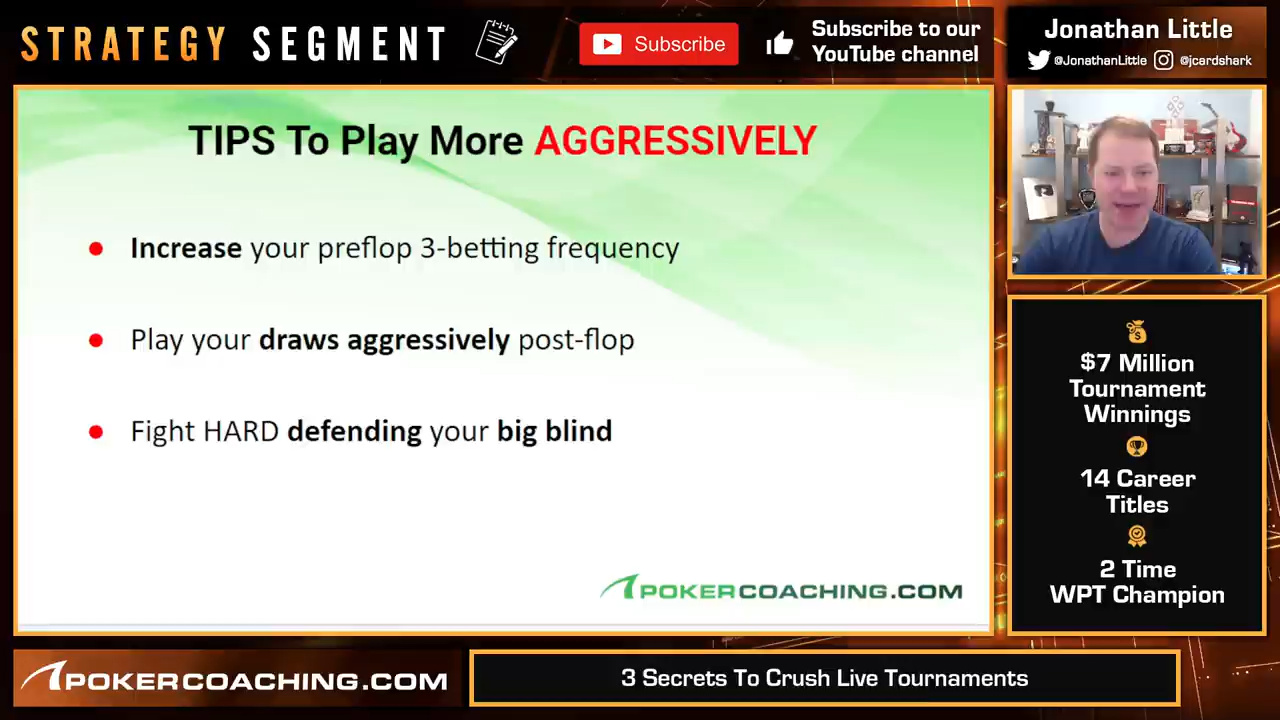 STRATEGY SEGMENT
Subscribe
Subscribe to our
YouTube channel
Jonathan Little
@JonathanLittle @jcardshark
TIPS To Play More AGGRESSIVELY
● Increase your preflop 3-betting frequency
● Play your draws aggressively post-flop
● Fight HARD defending your big blind
POKERCOACHING.COM
$7 Million
Tournament
Winnings
14 Career
Titles
2 Time
WPT Champion
POKERCOACHING.COM
3 Secrets To Crush Live Tournaments